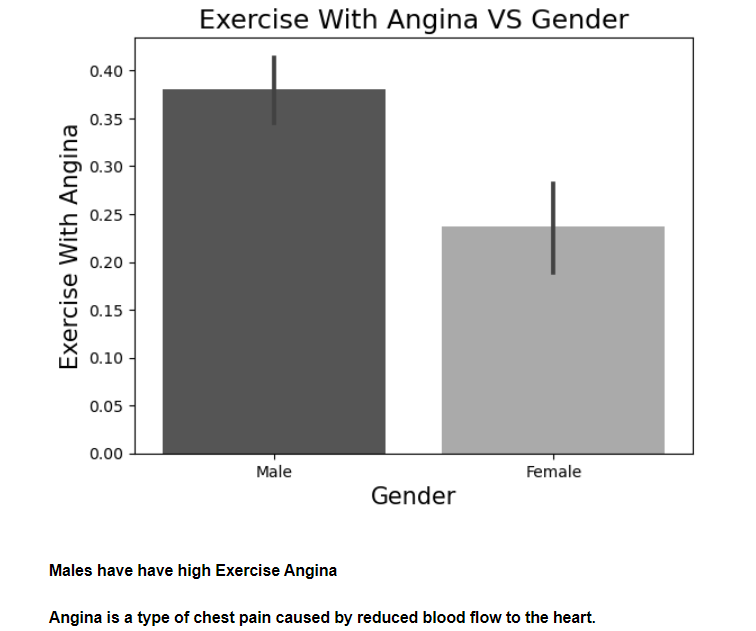 Exercise With Angina VS Gender
Exercise With Angina
0.40
0.35
0.30
0.25
0.20
0.15
0.10
0.05
0.00
Male Female
Gender
Males have have high Exercise Angina
Angina is a type of chest pain caused by reduced blood flow to the heart.